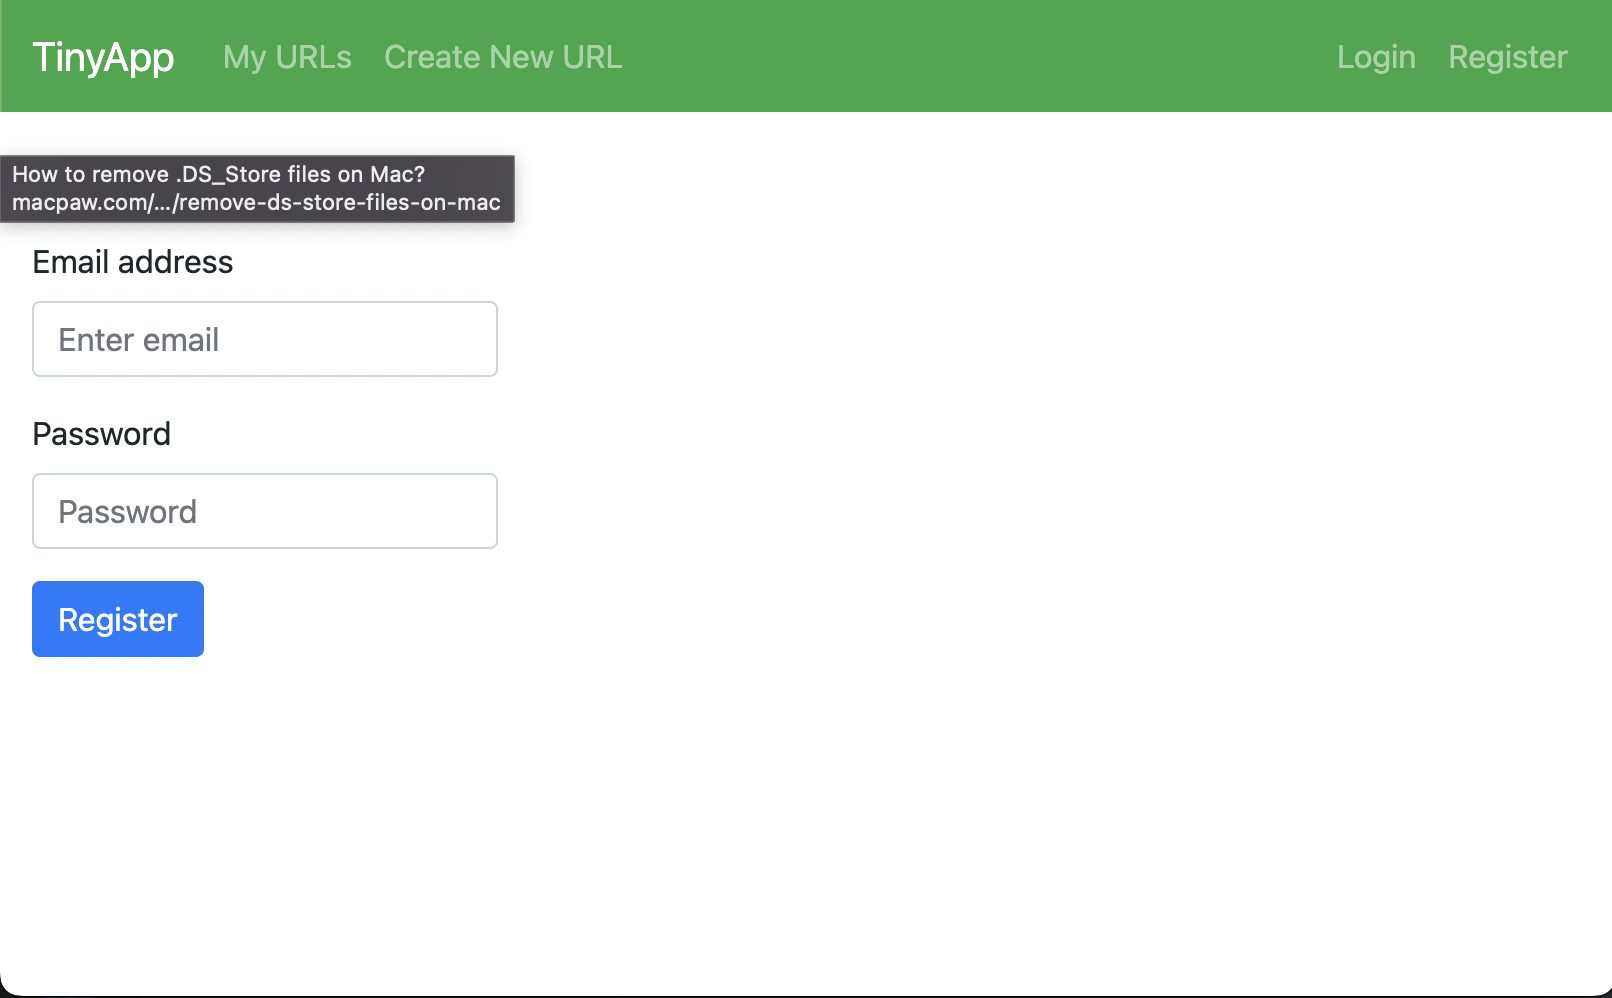 TinyApp My URLs Create New URL Login Register
How to remove .DS_Store files on Mac?
macpaw.com/.../remove-ds-store-files-on-mac
Email address
Enter email
Password
Password
Register